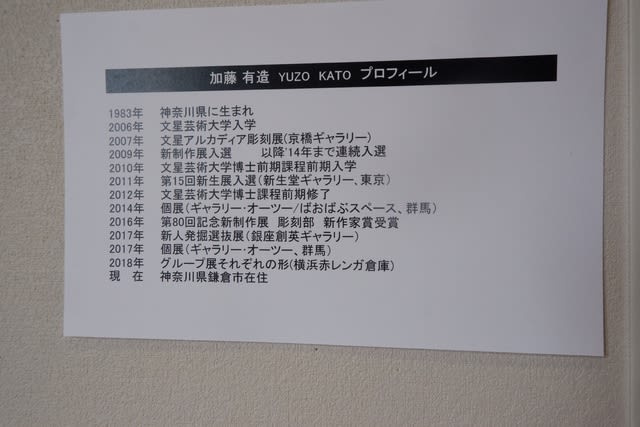 加藤 有造 YUZO KATO プロフィール
1983年 神奈川県に生まれ
2006年 文星芸術大学入学
2007年 文星アルカディア彫刻展(京橋ギャラリー)
2009年 新制作展入選 以降'14年まで連続入選
2010年 文星芸術大学博士前期課程前期入学
2011年 第15回新生展入選(新生堂ギャラリー、東京)
2012年 文星芸術大学博士課程前期修了
2014年 個展(ギャラリー・オーツー/ぱおぱぶスペース、群馬)
2016年 第80回記念新制作展 彫刻部 新作家賞受賞
2017年 新人発掘選抜展(銀座創英ギャラリー)
2017年 個展(ギャラリー・オーツー、群馬)
2018年 グループ展それぞれの形(横浜赤レンガ倉庫)
現 在 神奈川県鎌倉市在住